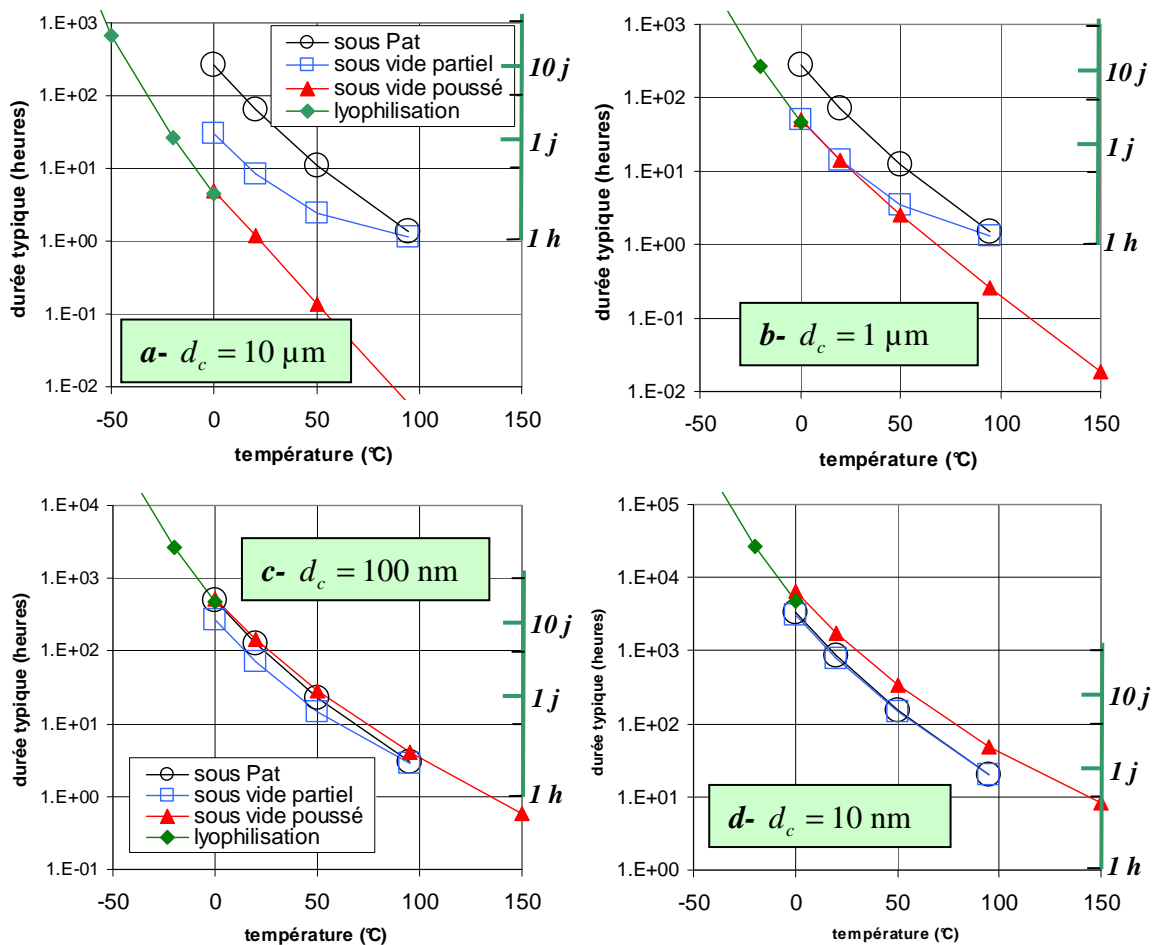 durée typique (heures)
1.E+03
1.E+02
1.E+01
1.E+00
1.E-01
1.E-02
sous Pat
sous vide partiel
sous vide poussé
lyophilisation
10 j
1 j
1 h
a- d_c = 10 µm
-50 0 50 100 150
température (°C)
durée typique (heures)
1.E+03
1.E+02
1.E+01
1.E+00
1.E-01
1.E-02
10 j
1 j
1 h
b- d_c = 1 µm
-50 0 50 100 150
température (°C)
durée typique (heures)
1.E+04
1.E+03
1.E+02
1.E+01
1.E+00
1.E-01
c- d_c = 100 nm
10 j
1 j
1 h
sous Pat
sous vide partiel
sous vide poussé
lyophilisation
-50 0 50 100 150
température (°C)
durée typique (heures)
1.E+05
1.E+04
1.E+03
1.E+02
1.E+01
1.E+00
10 j
1 j
1 h
d- d_c = 10 nm
-50 0 50 100 150
température (°C)